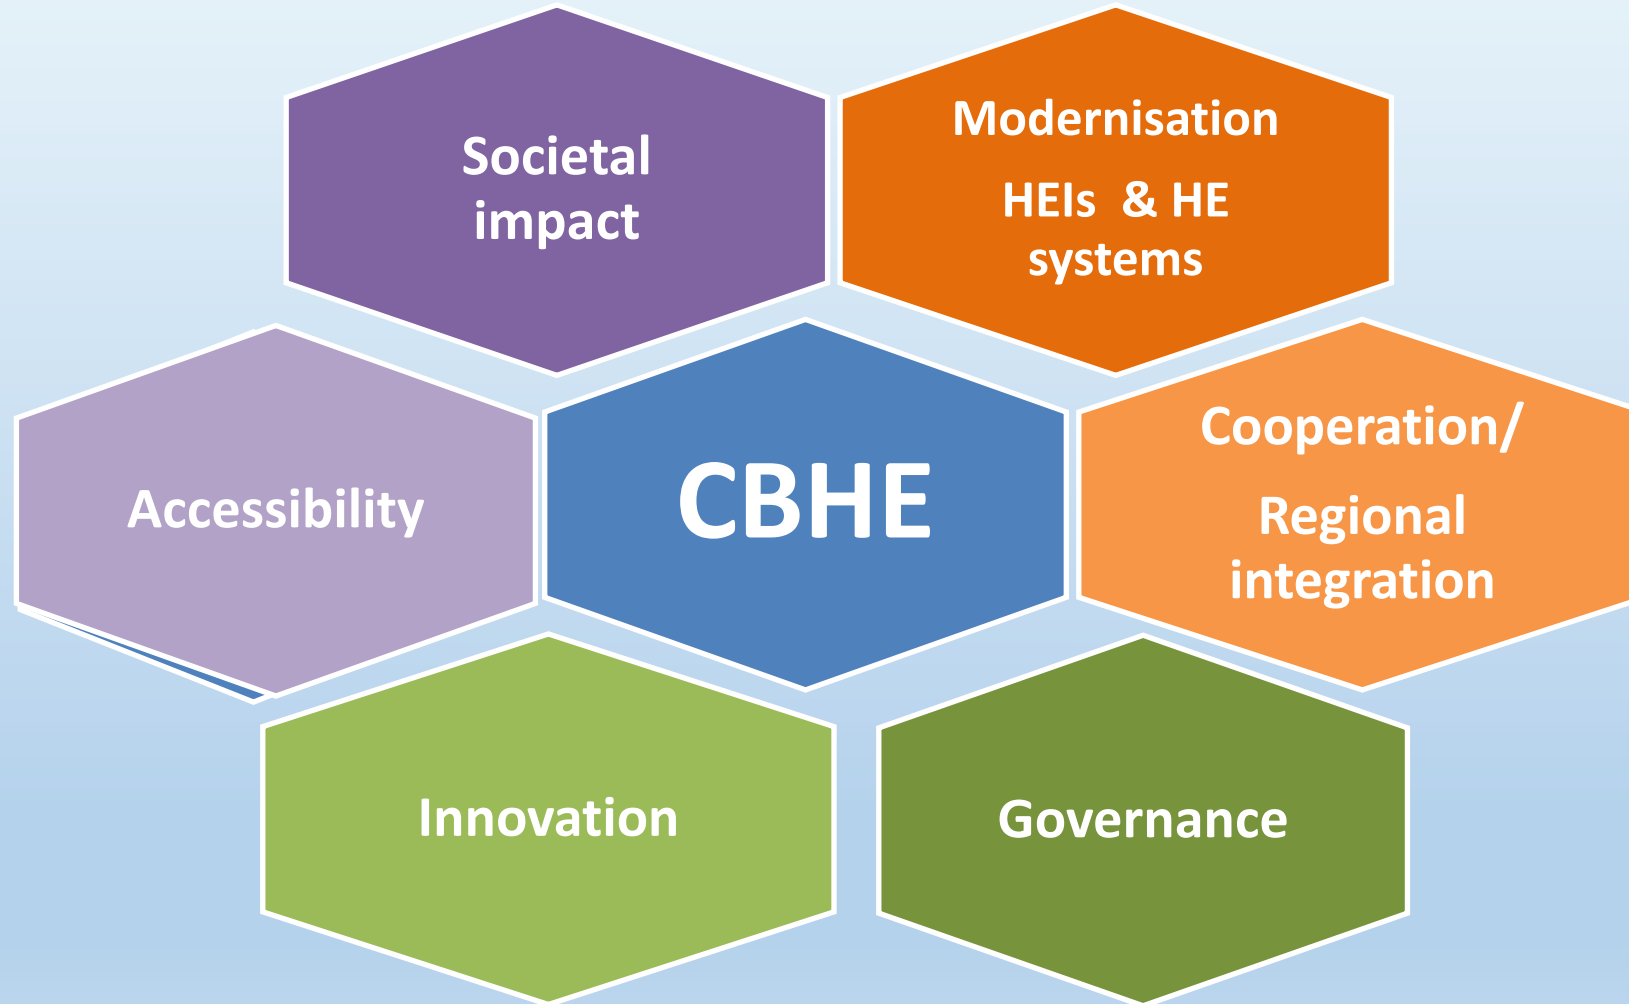 Societal
impact
Modernisation
HEIs & HE
systems
Accessibility
CBHE
Cooperation/
Regional
integration
Innovation
Governance